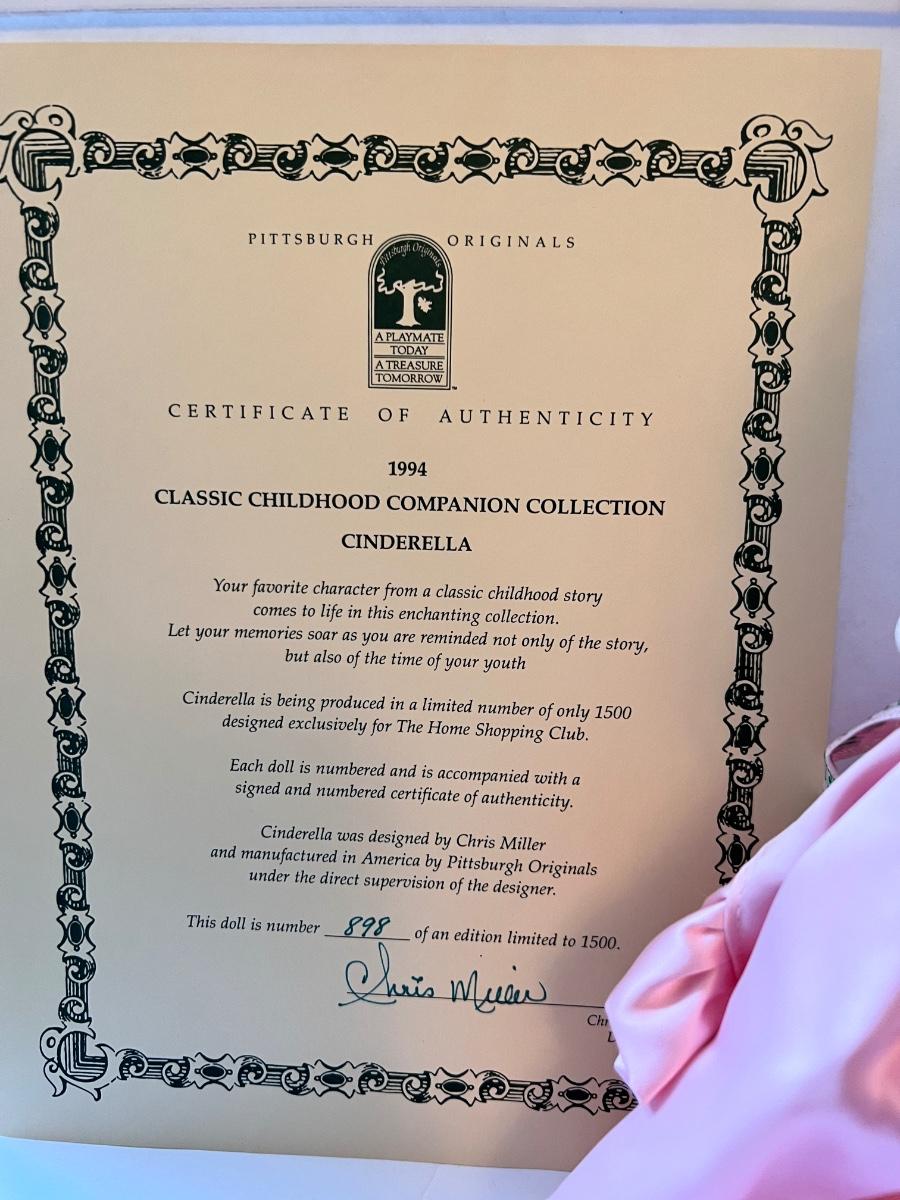 PITTSBURGH ORIGINALS
Pittsburgh Originals
A PLAYMATE
TODAY
A TREASURE
TOMORROW
TM
CERTIFICATE OF AUTHENTICITY
1994
CLASSIC CHILDHOOD COMPANION COLLECTION
CINDERELLA
Your favorite character from a classic childhood story
comes to life in this enchanting collection.
Let your memories soar as you are reminded not only of the story,
but also of the time of your youth
Cinderella is being produced in a limited number of only 1500
designed exclusively for The Home Shopping Club.
Each doll is numbered and is accompanied with a
signed and numbered certificate of authenticity.
Cinderella was designed by Chris Miller
and manufactured in America by Pittsburgh Originals
under the direct supervision of the designer.
This doll is number 898 of an edition limited to 1500.
Chris Miller